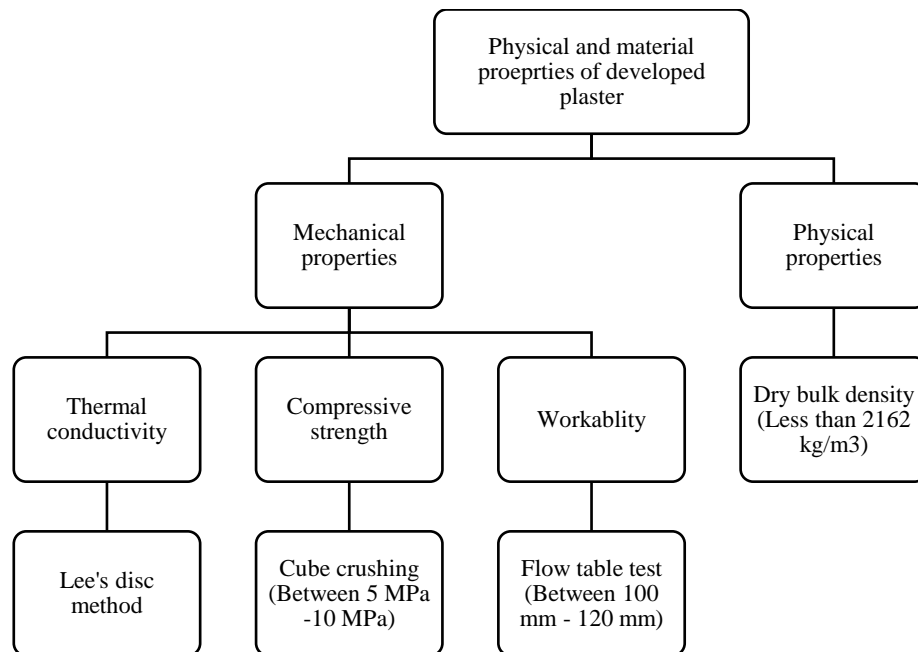 Physical and material
proeprties of developed
plaster
Mechanical
properties
Physical
properties
Thermal
conductivity
Compressive
strength
Workablity
Dry bulk density
(Less than 2162
kg/m3)
Lee's disc
method
Cube crushing
(Between 5 MPa
-10 MPa)
Flow table test
(Between 100
mm - 120 mm)